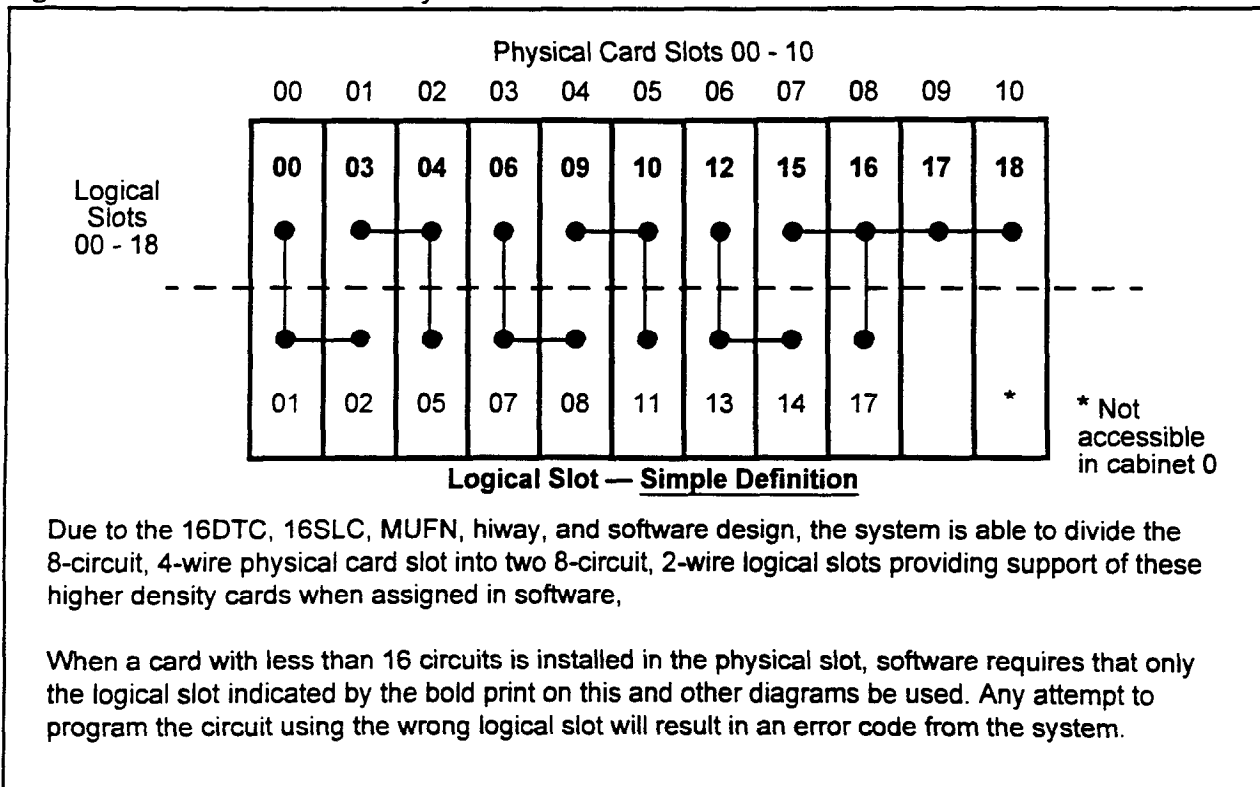 Physical Card Slots 00 - 10
00 01 02 03 04 05 06 07 08 09 10
00 03 04 06 09 10 12 15 16 17 18
Logical
Slots
00 - 18
01 02 05 07 08 11 13 14 17 *
* Not
accessible
in cabinet 0
Logical Slot — Simple Definition
Due to the 16DTC, 16SLC, MUFN, hiway, and software design, the system is able to divide the
8-circuit, 4-wire physical card slot into two 8-circuit, 2-wire logical slots providing support of these
higher density cards when assigned in software,
When a card with less than 16 circuits is installed in the physical slot, software requires that only
the logical slot indicated by the bold print on this and other diagrams be used. Any attempt to
program the circuit using the wrong logical slot will result in an error code from the system.